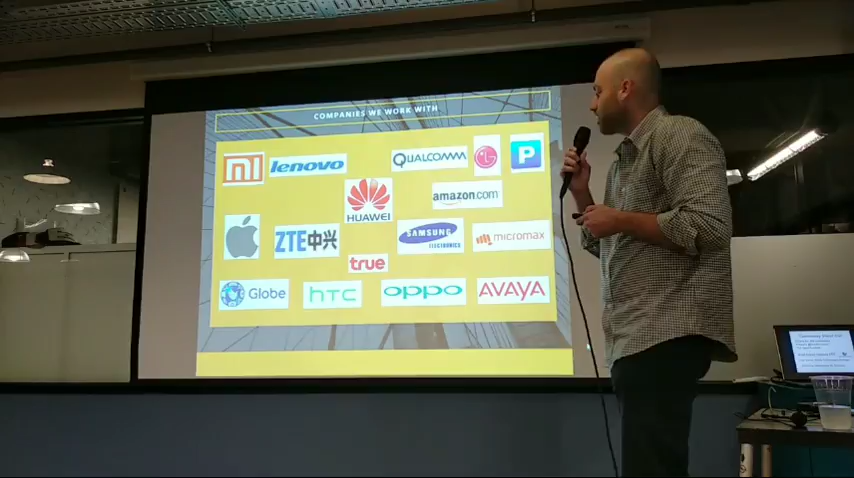 COMPANIES WE WORK WITH
lenovo
QUALCOMM
LG
P
HUAWEI
amazon.com
ZTE中兴
SAMSUNG
ELECTRONICS
micromax
true
Globe
hTC
oppo
AVAYA